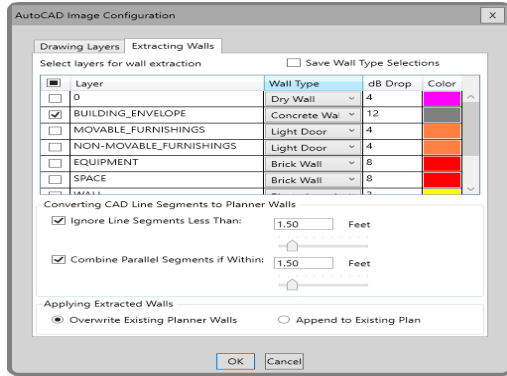 AutoCAD Image Configuration
X
Drawing Layers Extracting Walls
Select layers for wall extraction Save Wall Type Selections
Layer Wall Type dB Drop Color
0 Dry Wall 4
BUILDING_ENVELOPE Concrete Wal 12
MOVABLE_FURNISHINGS Light Door 4
NON-MOVABLE_FURNISHINGS Light Door 4
EQUIPMENT Brick Wall 8
SPACE Brick Wall 8
WALL
Converting CAD Line Segments to Planner Walls
Ignore Line Segments Less Than: 1.50 Feet
Combine Parallel Segments if Within: 1.50 Feet
Applying Extracted Walls
Overwrite Existing Planner Walls Append to Existing Plan
OK Cancel